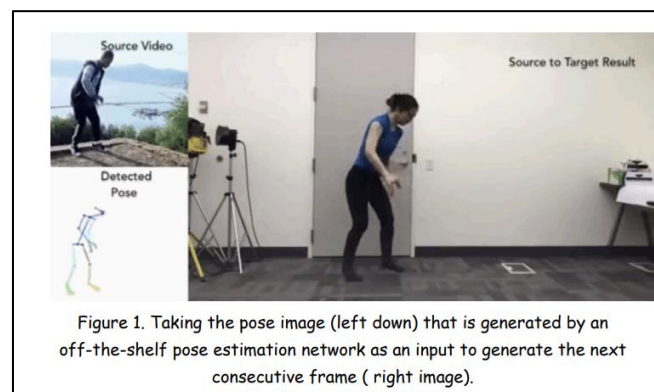 Source Video
Source to Target Result
Detected
Pose
Figure 1. Taking the pose image (left down) that is generated by an
off-the-shelf pose estimation network as an input to generate the next
consecutive frame ( right image).